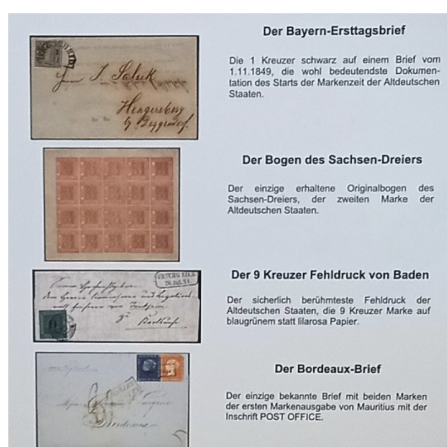 Der Bayern-Ersttagsbrief
Die 1 Kreuzer schwarz auf einem Brief vom
1.11.1849, die wohl bedeutendste Dokumen-
tation des Starts der Markenzeit der Altdeutschen
Staaten.
Der Bogen des Sachsen-Dreiers
Der einzige erhaltene Originalbogen des
Sachsen-Dreiers, der zweiten Marke der
Altdeutschen Staaten.
Der 9 Kreuzer Fehldruck von Baden
Der sicherlich berühmteste Fehldruck der
Altdeutschen Staaten, die 9 Kreuzer Marke auf
blaugrünem statt lilarosa Papier.
Der Bordeaux-Brief
Der einzige bekannte Brief mit beiden Marken
der ersten Markenausgabe von Mauritius mit der
Inschrift POST OFFICE.